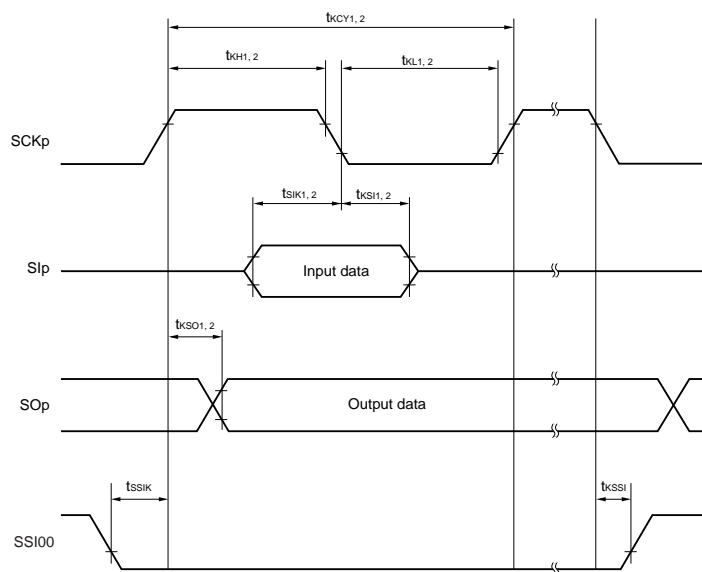 tKCY1, 2
tKH1, 2
tKL1, 2
SCKp
tSIK1, 2
tKSI1, 2
SIp
Input data
tKSO1, 2
SOp
Output data
tSSIK
tKSSI
SSI00